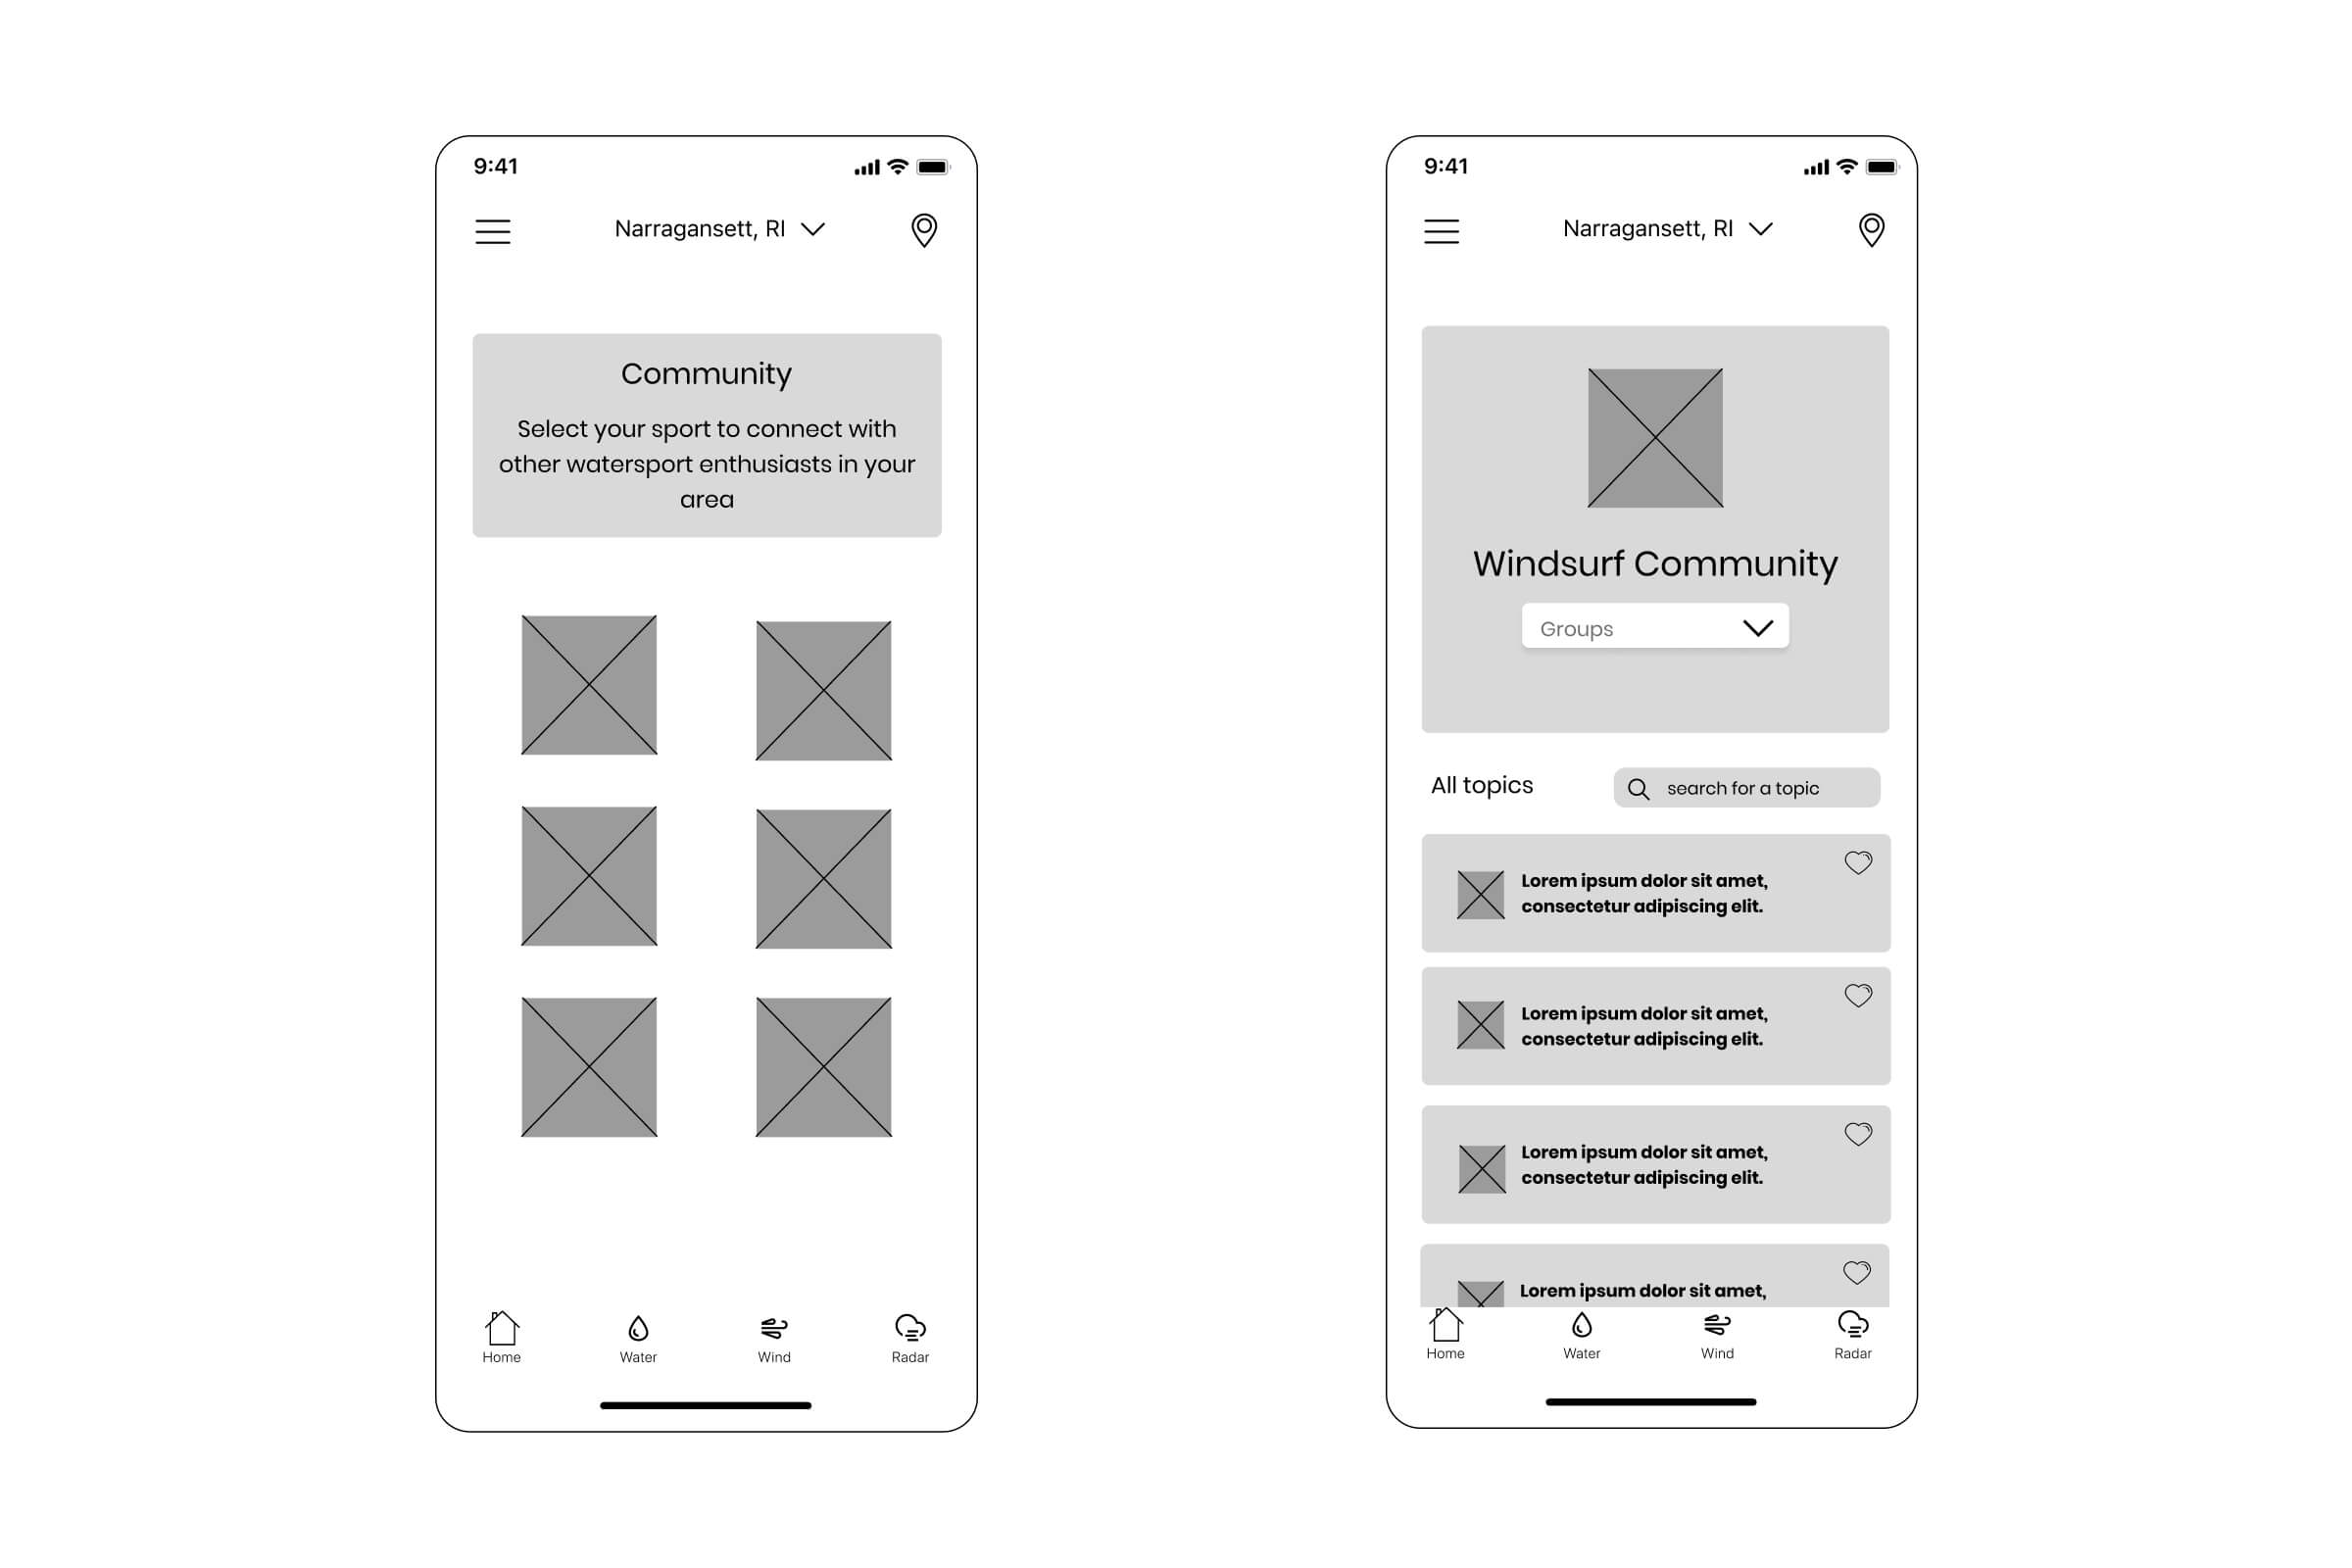 9:41
Narragansett, RI
Community
Select your sport to connect with
other watersport enthusiasts in your
area
Home
Water
Wind
Radar
9:41
Narragansett, RI
Windsurf Community
Groups
All topics
search for a topic
Lorem ipsum dolor sit amet,
consectetur adipiscing elit.
Lorem ipsum dolor sit amet,
consectetur adipiscing elit.
Lorem ipsum dolor sit amet,
consectetur adipiscing elit.
Lorem ipsum dolor sit amet,
Home
Water
Wind
Radar